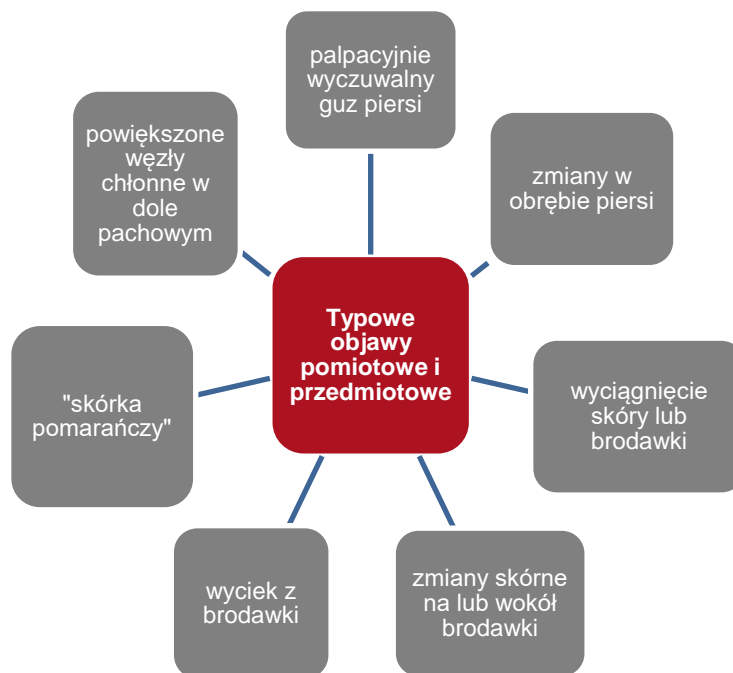 palpacyjnie
wyczuwalny
guz piersi
powiększone
węzły
chłonne w
dole
pachowym
zmiany w
obrębie piersi
Typowe
objawy
pomiotowe i
przedmiotowe
"skórka
pomarańczy"
wyciągnięcie
skóry lub
brodawki
wyciek z
brodawki
zmiany skórne
na lub wokół
brodawki